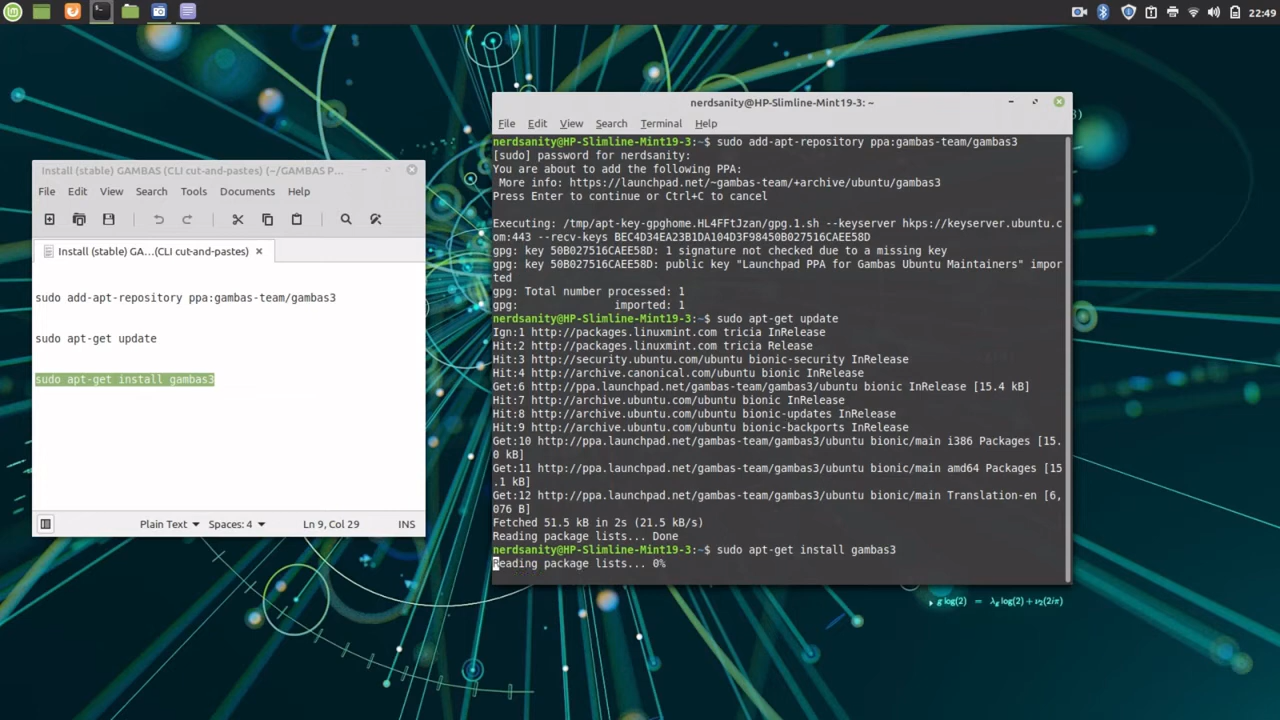 22:49
Install (stable) GAMBAS (CLI cut-and-pastes) (~/GAMBAS P...
File Edit View Search Tools Documents Help
Install (stable) GA...(CLI cut-and-pastes)
sudo add-apt-repository ppa:gambas-team/gambas3
sudo apt-get update
sudo apt-get install gambas3
Plain Text Spaces: 4 Ln 9, Col 29 INS
nerdsanity@HP-Slimline-Mint19-3: ~
File Edit View Search Terminal Help
nerdsanity@HP-Slimline-Mint19-3:~$ sudo add-apt-repository ppa:gambas-team/gambas3
[sudo] password for nerdsanity:
You are about to add the following PPA:
More info: https://launchpad.net/~gambas-team/+archive/ubuntu/gambas3
Press Enter to continue or Ctrl+C to cancel
Executing: /tmp/apt-key-gpghome.HL4FFtJzan/gpg.1.sh --keyserver hkps://keyserver.ubuntu.c
om:443 --recv-keys BEC4D34EA23B1DA104D3F98450B027516CAEE58D
gpg: key 50B027516CAEE58D: 1 signature not checked due to a missing key
gpg: key 50B027516CAEE58D: public key "Launchpad PPA for Gambas Ubuntu Maintainers" impor
ted
gpg: Total number processed: 1
gpg: imported: 1
nerdsanity@HP-Slimline-Mint19-3:~$ sudo apt-get update
Ign:1 http://packages.linuxmint.com tricia InRelease
Hit:2 http://packages.linuxmint.com tricia Release
Hit:3 http://security.ubuntu.com/ubuntu bionic-security InRelease
Hit:4 http://archive.canonical.com/ubuntu bionic InRelease
Get:6 http://ppa.launchpad.net/gambas-team/gambas3/ubuntu bionic InRelease [15.4 kB]
Hit:7 http://archive.ubuntu.com/ubuntu bionic InRelease
Hit:8 http://archive.ubuntu.com/ubuntu bionic-updates InRelease
Hit:9 http://archive.ubuntu.com/ubuntu bionic-backports InRelease
Get:10 http://ppa.launchpad.net/gambas-team/gambas3/ubuntu bionic/main i386 Packages [15.
0 kB]
Get:11 http://ppa.launchpad.net/gambas-team/gambas3/ubuntu bionic/main amd64 Packages [15
.1 kB]
Get:12 http://ppa.launchpad.net/gambas-team/gambas3/ubuntu bionic/main Translation-en [6,
076 B]
Fetched 51.5 kB in 2s (21.5 kB/s)
Reading package lists... Done
nerdsanity@HP-Slimline-Mint19-3:~$ sudo apt-get install gambas3
Reading package lists... 0%